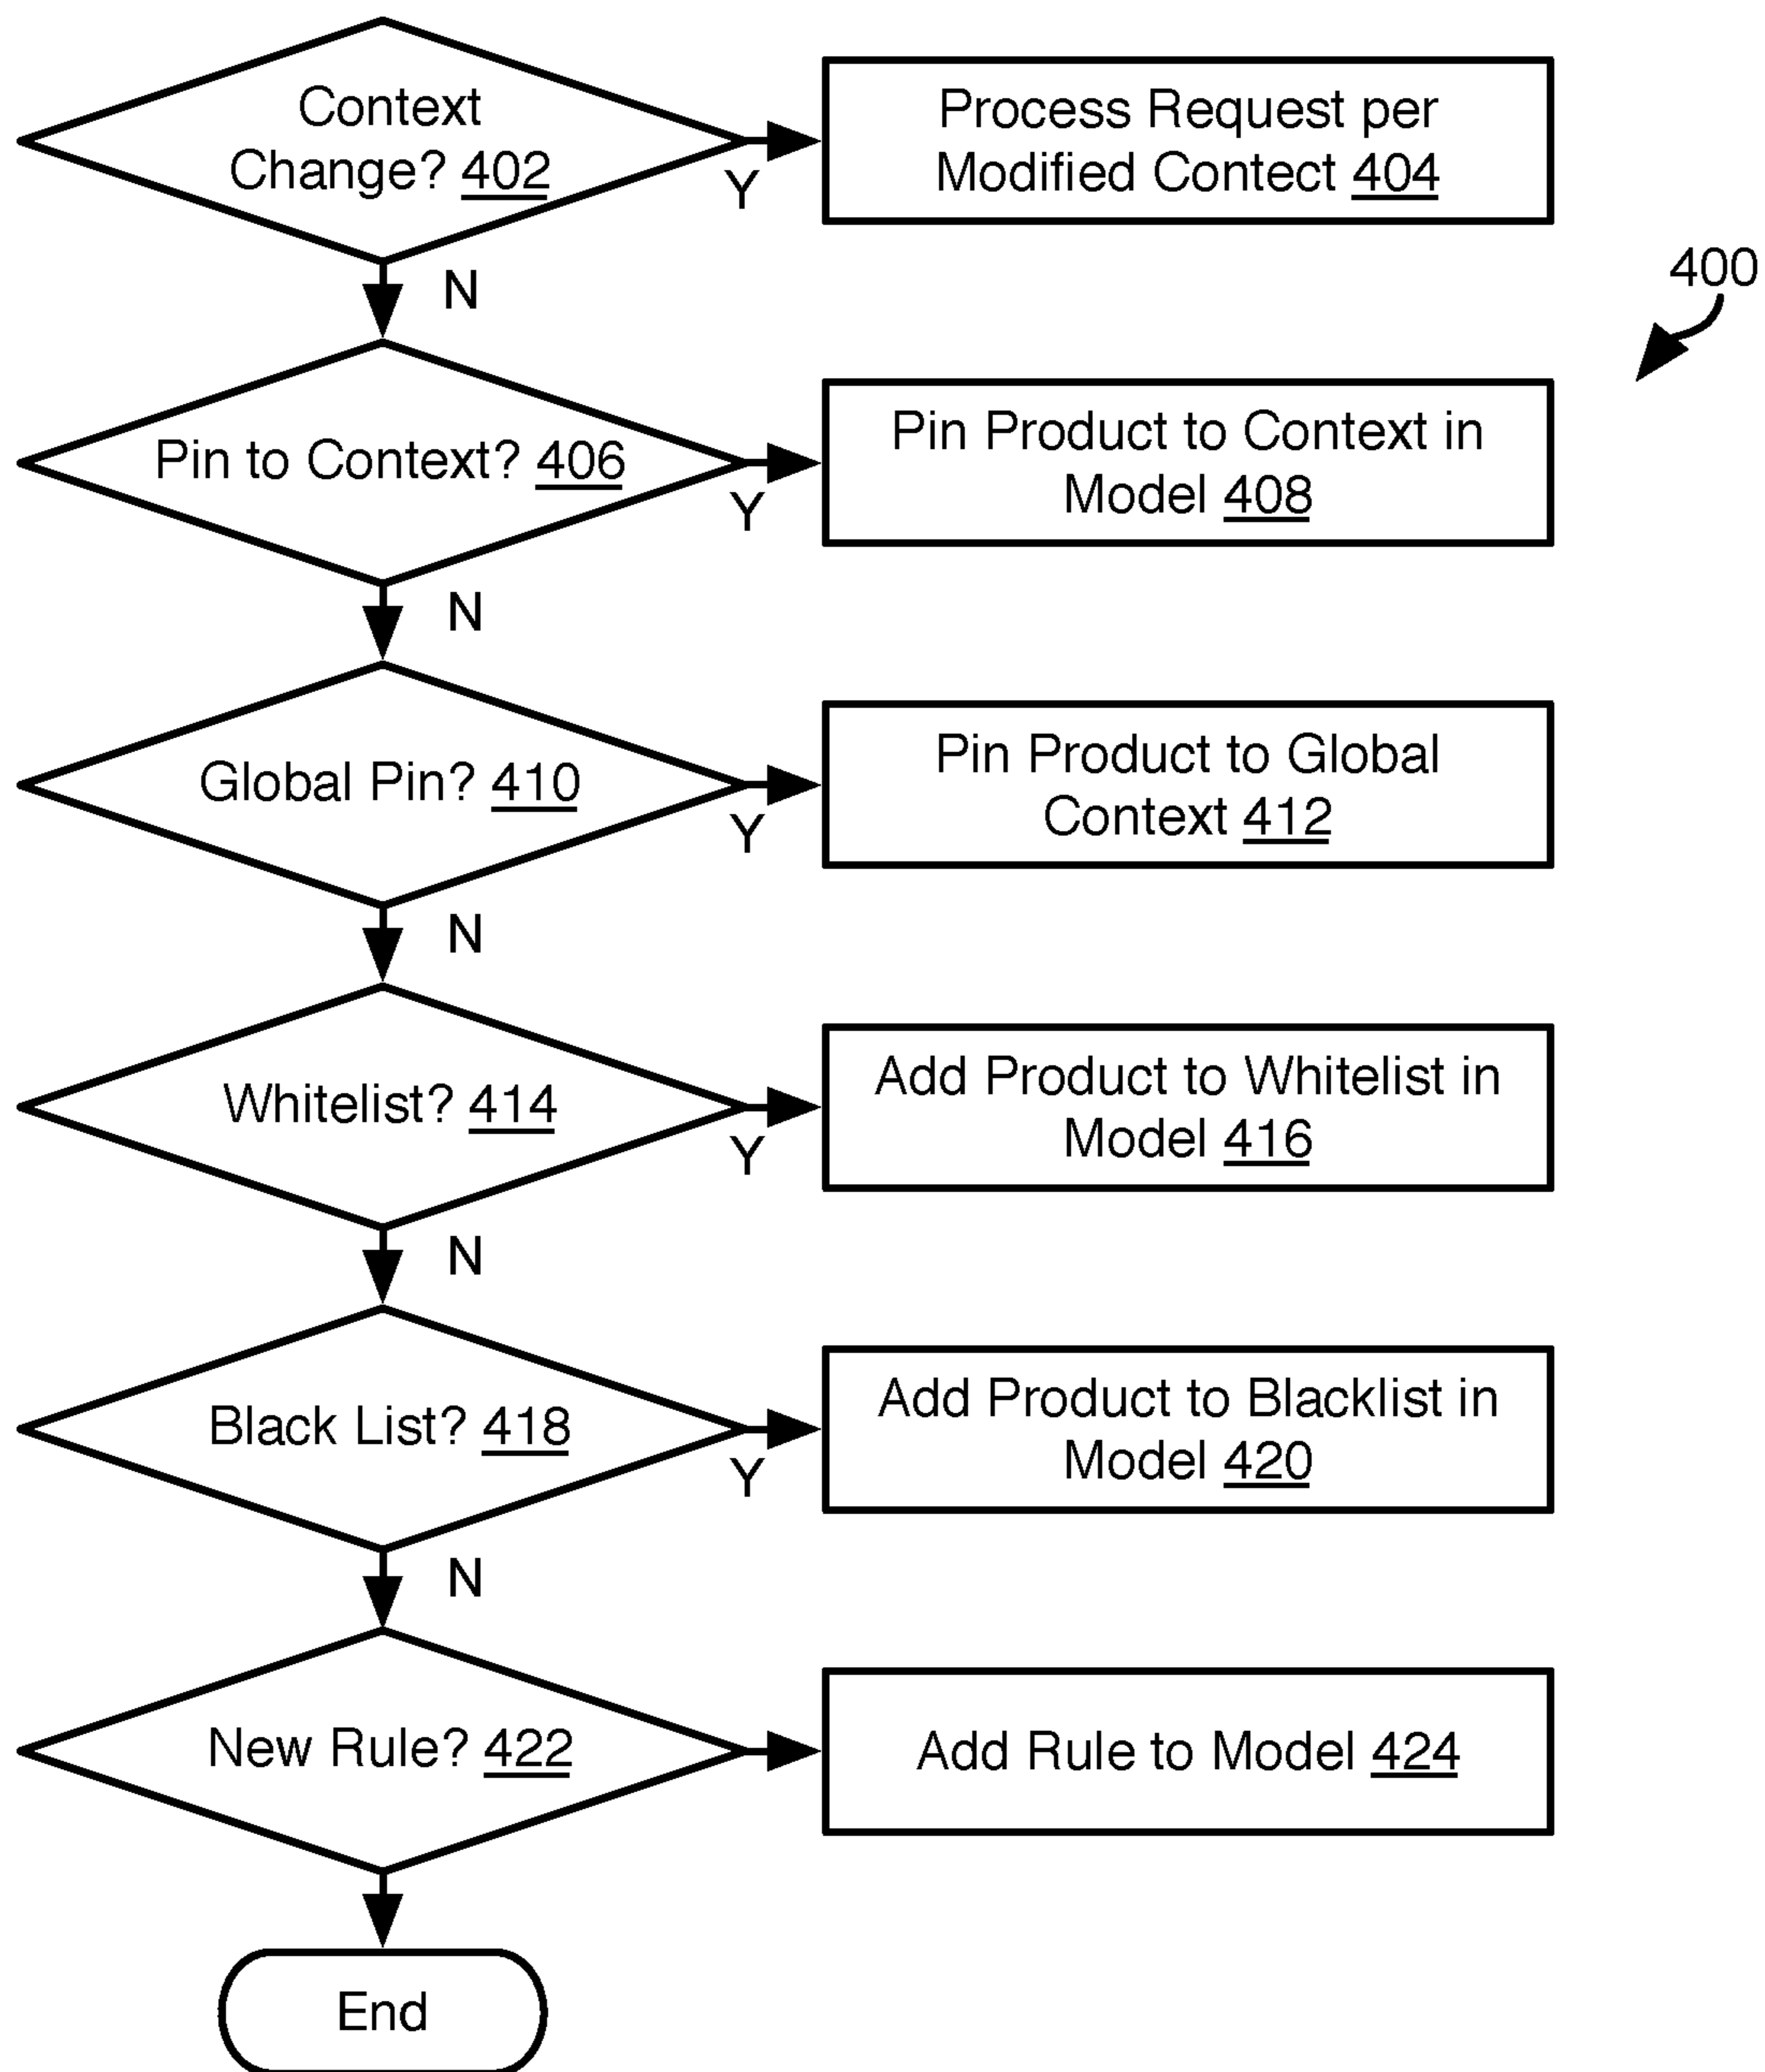 Context
Change? 402
Y
Process Request per
Modified Contect 404
400
N
Pin to Context? 406
Y
Pin Product to Context in
Model 408
N
Global Pin? 410
Y
Pin Product to Global
Context 412
N
Whitelist? 414
Y
Add Product to Whitelist in
Model 416
N
Black List? 418
Y
Add Product to Blacklist in
Model 420
N
New Rule? 422
Add Rule to Model 424
End